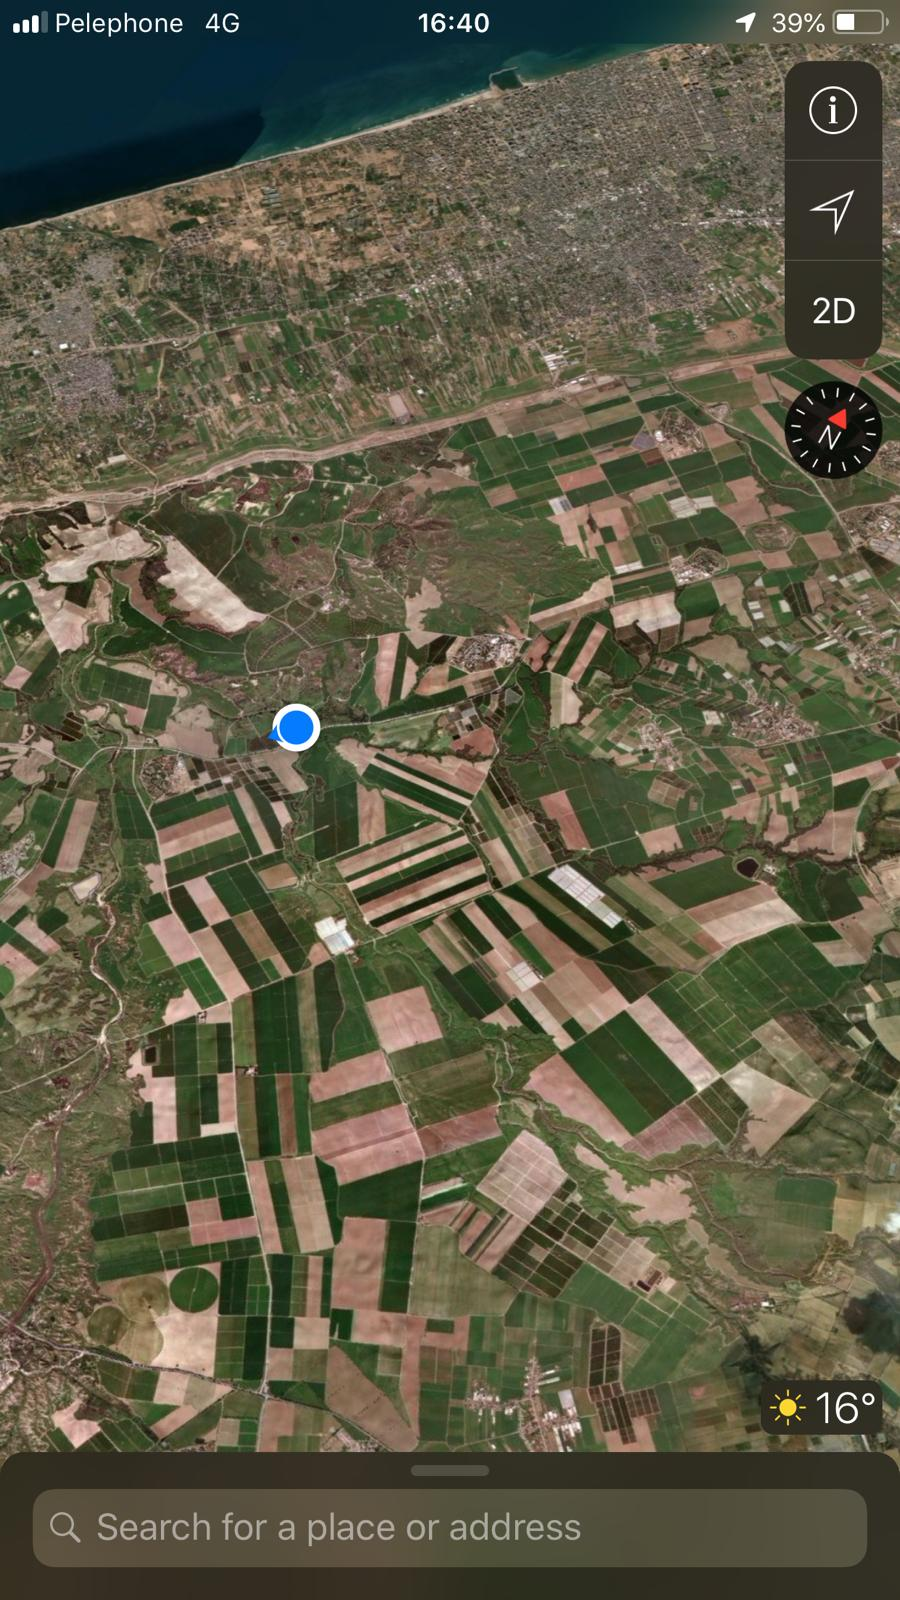 Pelephone 4G 16:40 39%
i
2D
N
16°
Search for a place or address